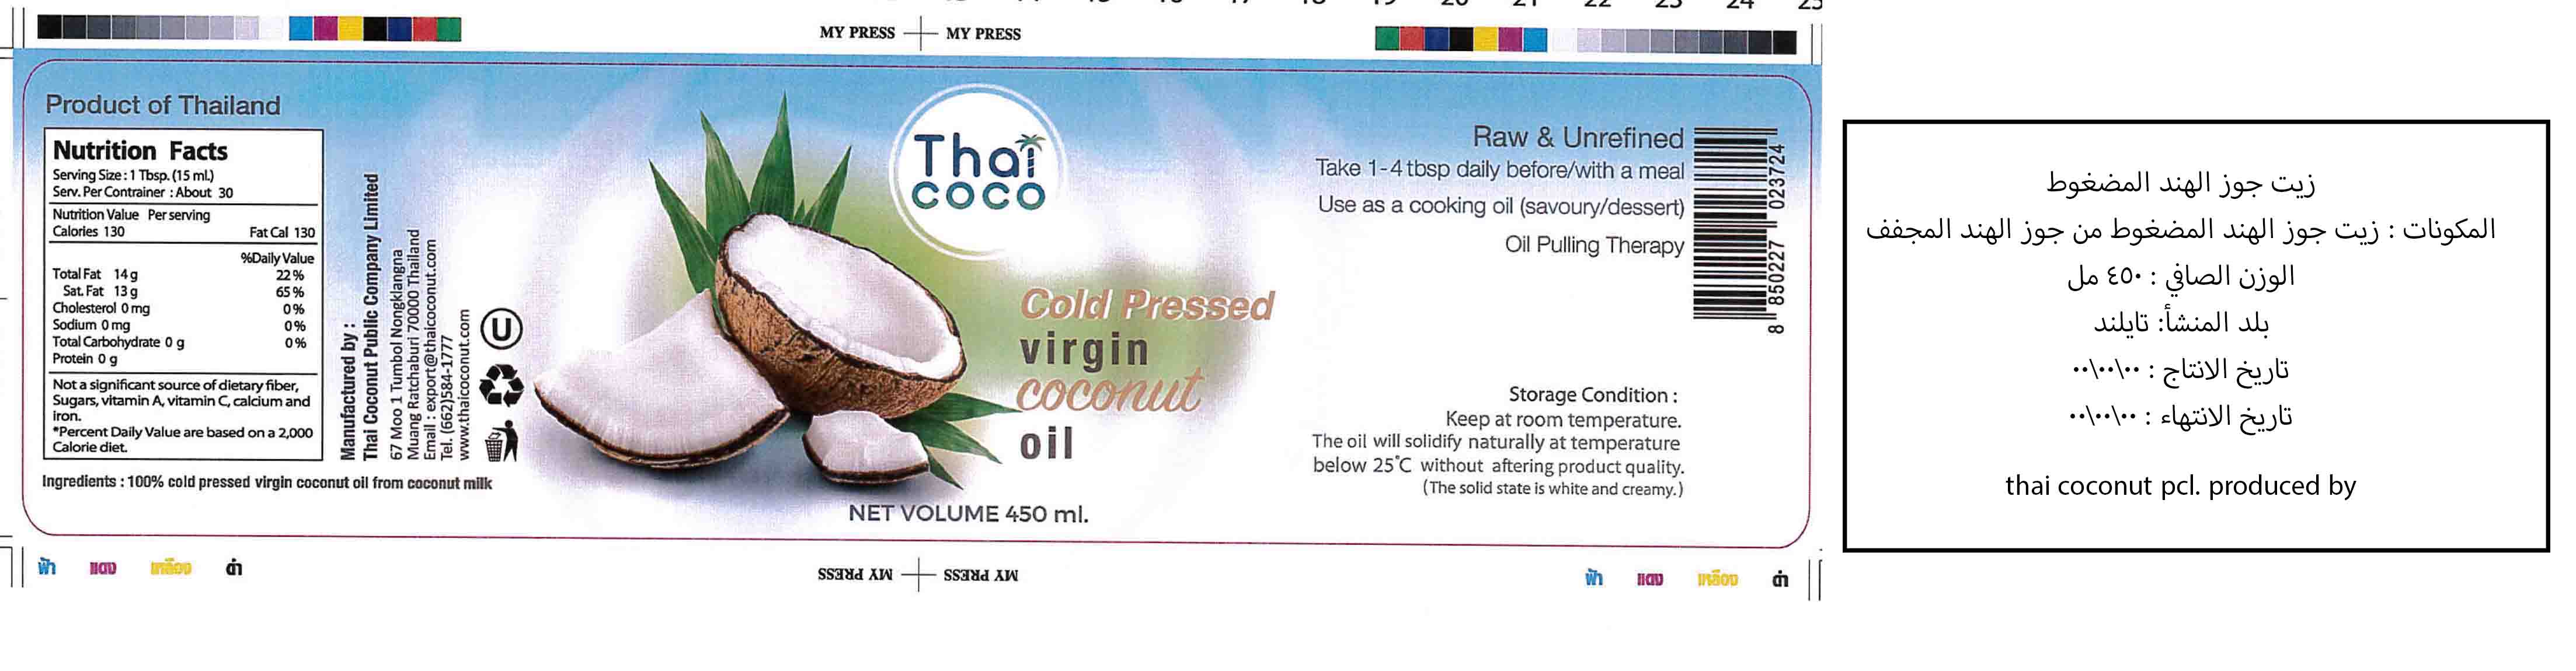 19 20 21 22 23 24 25
MY PRESS MY PRESS
Product of Thailand
Nutrition Facts
Serving Size : 1 Tbsp. (15 ml.)
Serv. Per Contrainer : About 30
Nutrition Value Per serving
Calories 130 Fat Cal 130
%Daily Value
Total Fat 14 g 22 %
Sat. Fat 13 g 65 %
Cholesterol 0 mg 0 %
Sodium 0 mg 0 %
Total Carbohydrate 0 g 0 %
Protein 0 g
Not a significant source of dietary fiber,
Sugars, vitamin A, vitamin C, calcium and
iron.
*Percent Daily Value are based on a 2,000
Calorie diet.
Ingredients : 100% cold pressed virgin coconut oil from coconut milk
Manufactured by :
Thai Coconut Public Company Limited
67 Moo 1 Tumbol Nongklangna
Muang Ratchaburi 70000 Thailand
Email : export@thaicoconut.com
Tel. (662)584-1777
www.thaicoconut.com
U
Thai
COCO
Cold Pressed
virgin
coconut
oil
NET VOLUME 450 ml.
Raw & Unrefined
Take 1-4 tbsp daily before/with a meal
Use as a cooking oil (savoury/dessert)
Oil Pulling Therapy
8 850227 023724
Storage Condition :
Keep at room temperature.
The oil will solidify naturally at temperature
below 25°C without aftering product quality.
(The solid state is white and creamy.)
ฟ้า แดง เหลือง ดำ
MY PRESS MY PRESS
ฟ้า แดง เหลือง ดำ
زيت جوز الهند المضغوط
المكونات : زيت جوز الهند المضغوط من جوز الهند المجفف
الوزن الصافي : ٤٥٠ مل
بلد المنشأ: تايلند
تاريخ الانتاج : ٠٠\٠٠\٠٠
تاريخ الانتهاء : ٠٠\٠٠\٠٠
thai coconut pcl. produced by